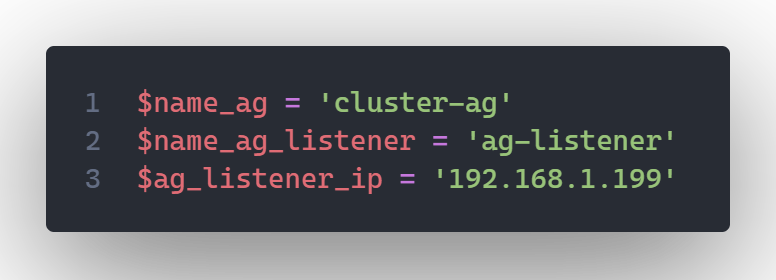 1 $name_ag = 'cluster-ag'
2 $name_ag_listener = 'ag-listener'
3 $ag_listener_ip = '192.168.1.199'